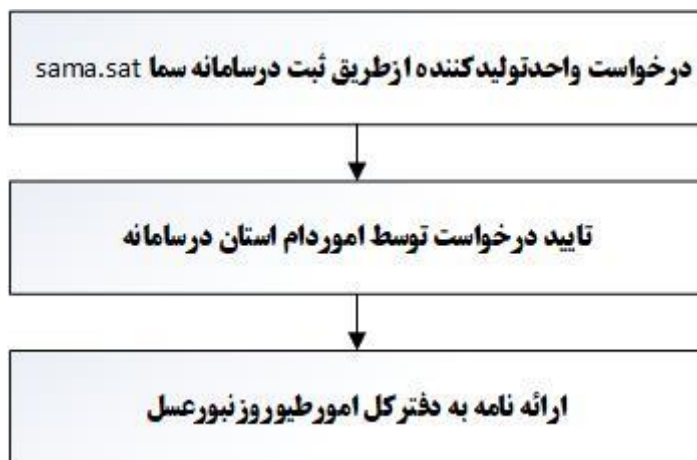 درخواست واحدتولیدکننده ازطریق ثبت درسامانه سما sama.sat
تایید درخواست توسط اموردام استان درسامانه
ارائه نامه به دفترکل امورطیوروزنبورعسل